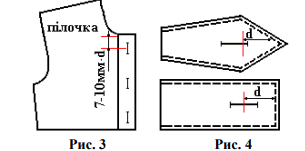 пілочка
7-10мм·d
d
d
Рис. 3
Рис. 4